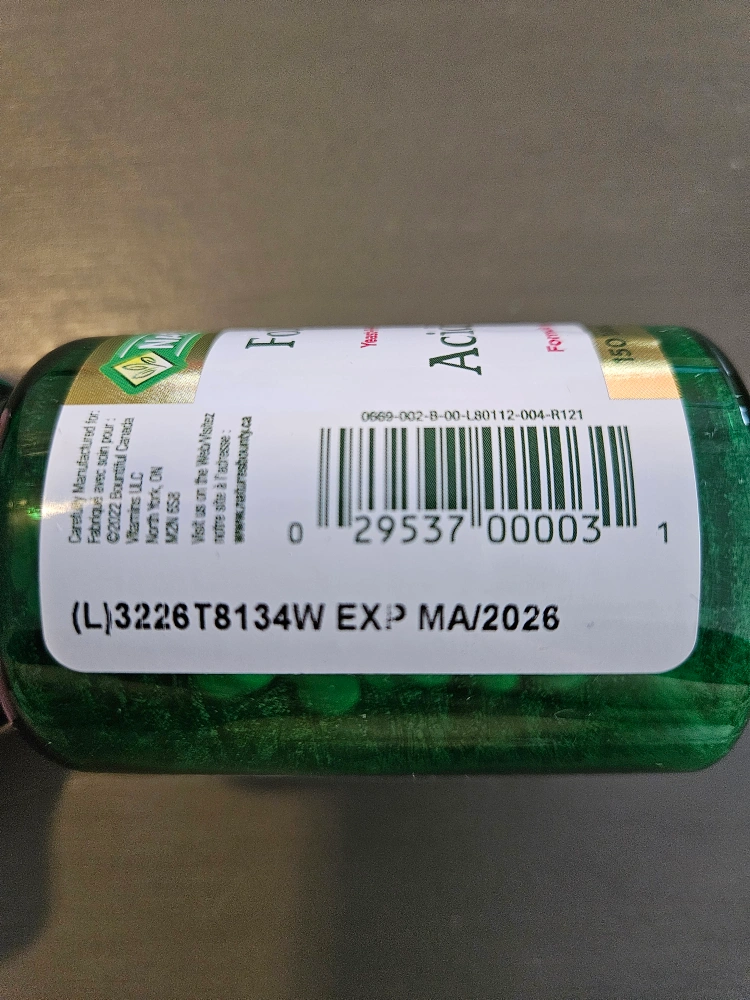 0669-002-B-00-L80112-004-R121
0 29537 00003 1
Carefully Manufactured for:
Fabriqué avec soin pour :
©2022 Bountiful Canada
Vitamins ULC
North York, ON
M2N 6S8
Visit us on the Web/Visitez
notre site à l'adresse :
www.naturesbounty.ca
(L)3226T8134W EXP MA/2026